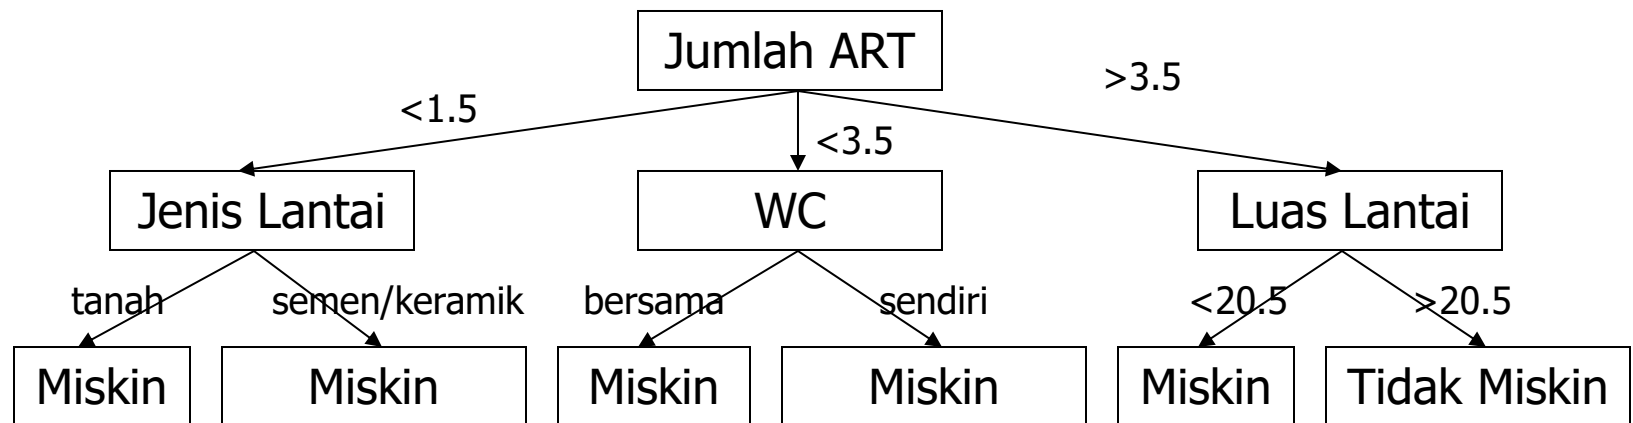 Jumlah ART
<1.5
<3.5
>3.5
Jenis Lantai
WC
Luas Lantai
tanah
semen/keramik
bersama
sendiri
<20.5
>20.5
Miskin
Miskin
Miskin
Miskin
Miskin
Tidak Miskin